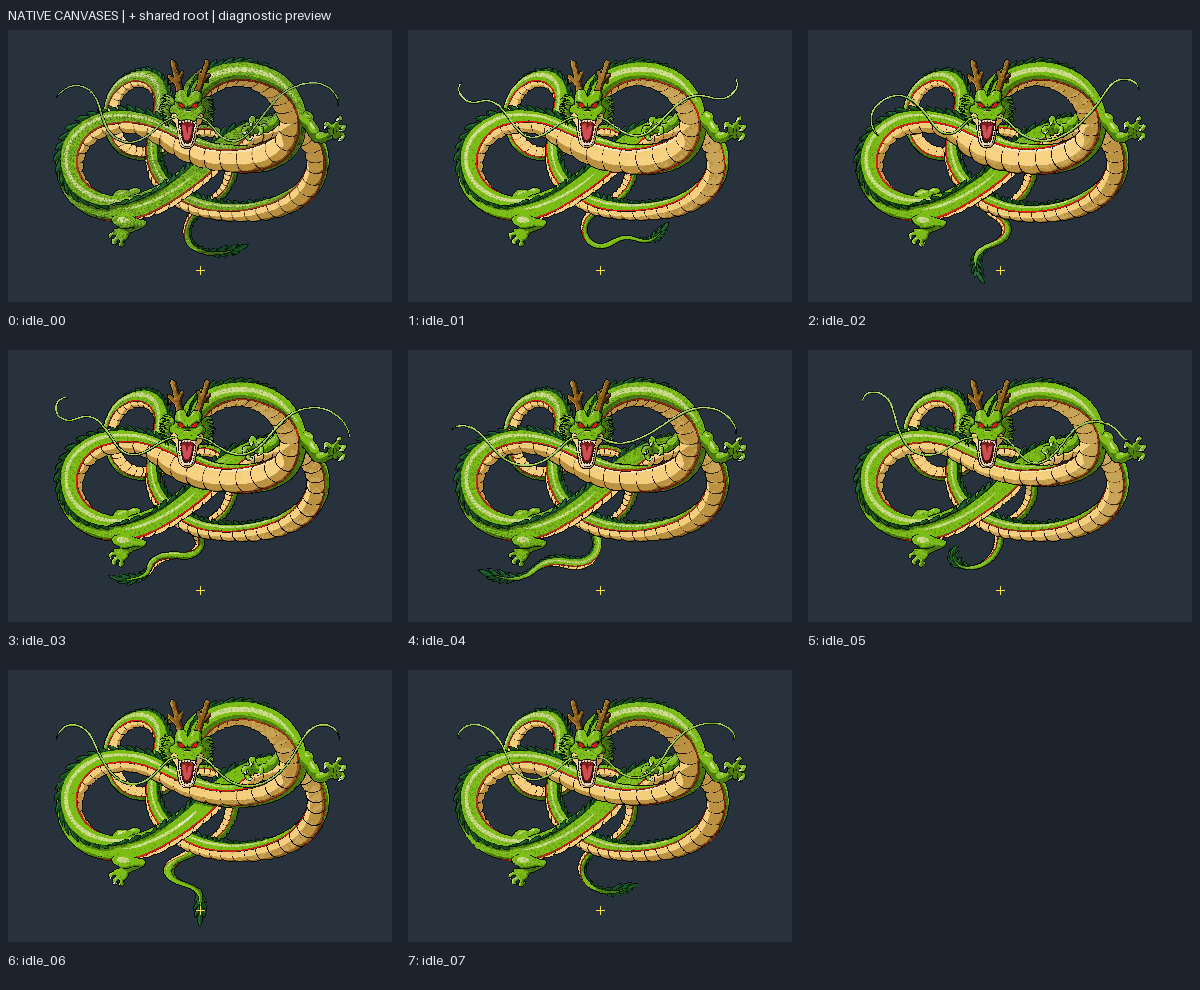 NATIVE CANVASES | + shared root | diagnostic preview
0: idle_00
1: idle_01
2: idle_02
3: idle_03
4: idle_04
5: idle_05
6: idle_06
7: idle_07